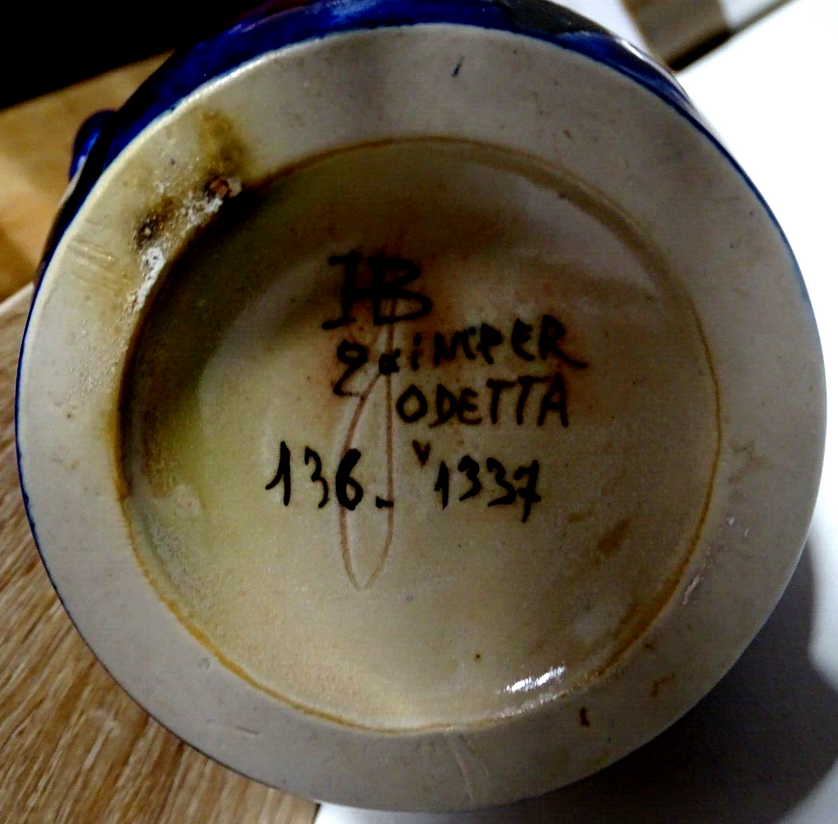 HB
QuimPER
ODETTA
136- v 1337